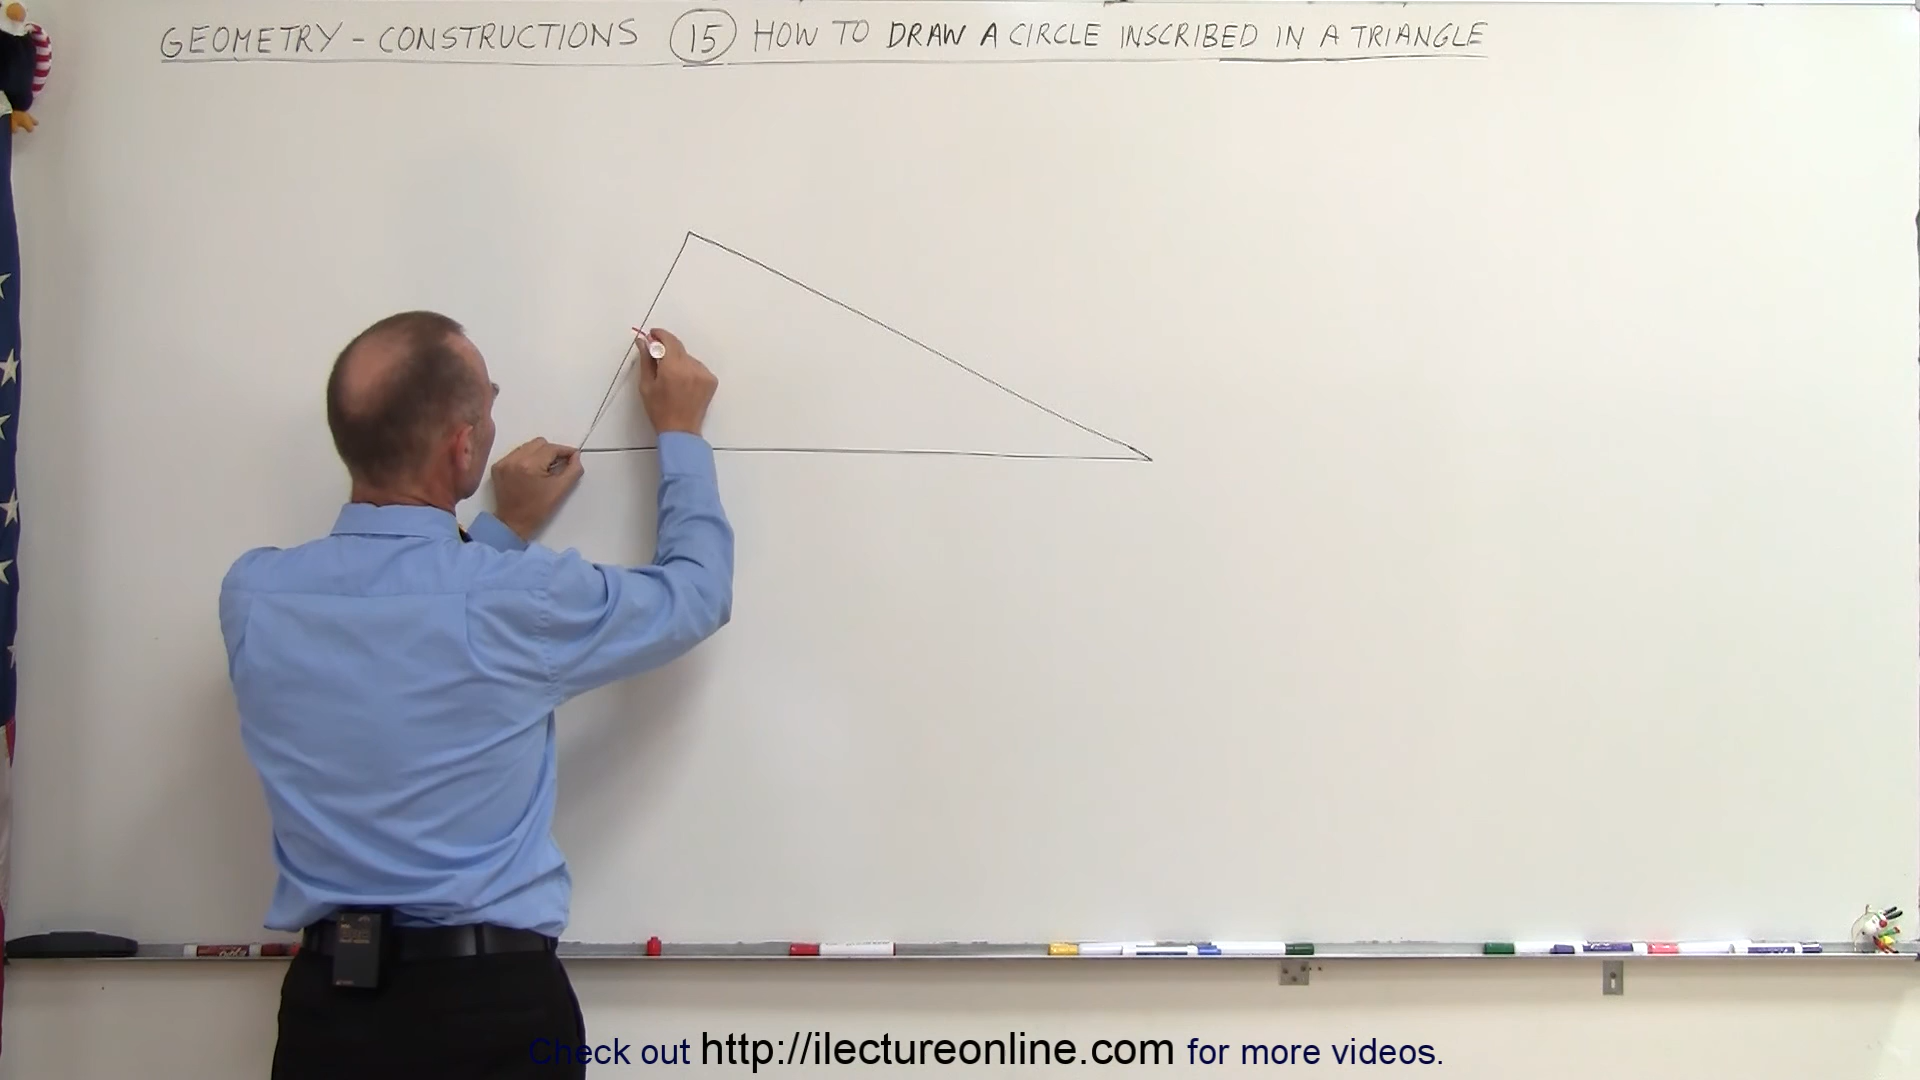 GEOMETRY - CONSTRUCTIONS 15 HOW TO DRAW A CIRCLE INSCRIBED IN A TRIANGLE
Check out http://ilectureonline.com for more videos.